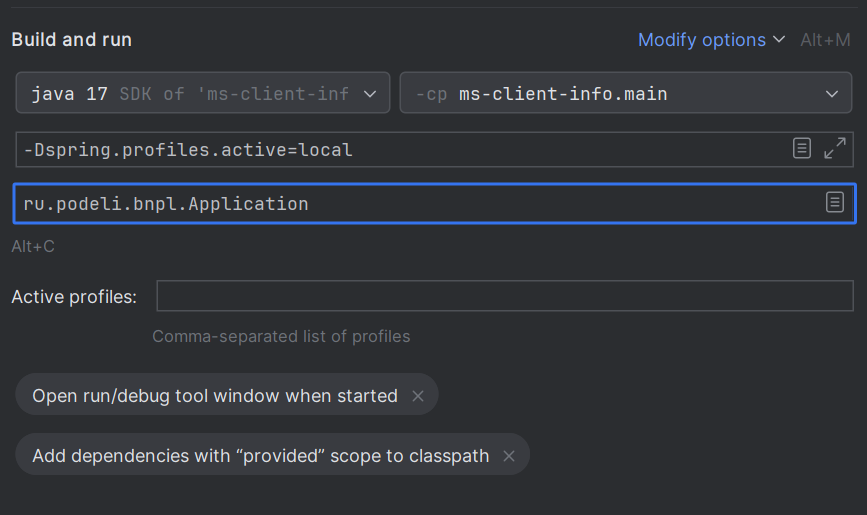 Build and run
Modify options Alt+M
java 17 SDK of 'ms-client-inf
-cp ms-client-info.main
-Dspring.profiles.active=local
ru.podeli.bnpl.Application
Alt+C
Active profiles:
Comma-separated list of profiles
Open run/debug tool window when started
Add dependencies with “provided” scope to classpath